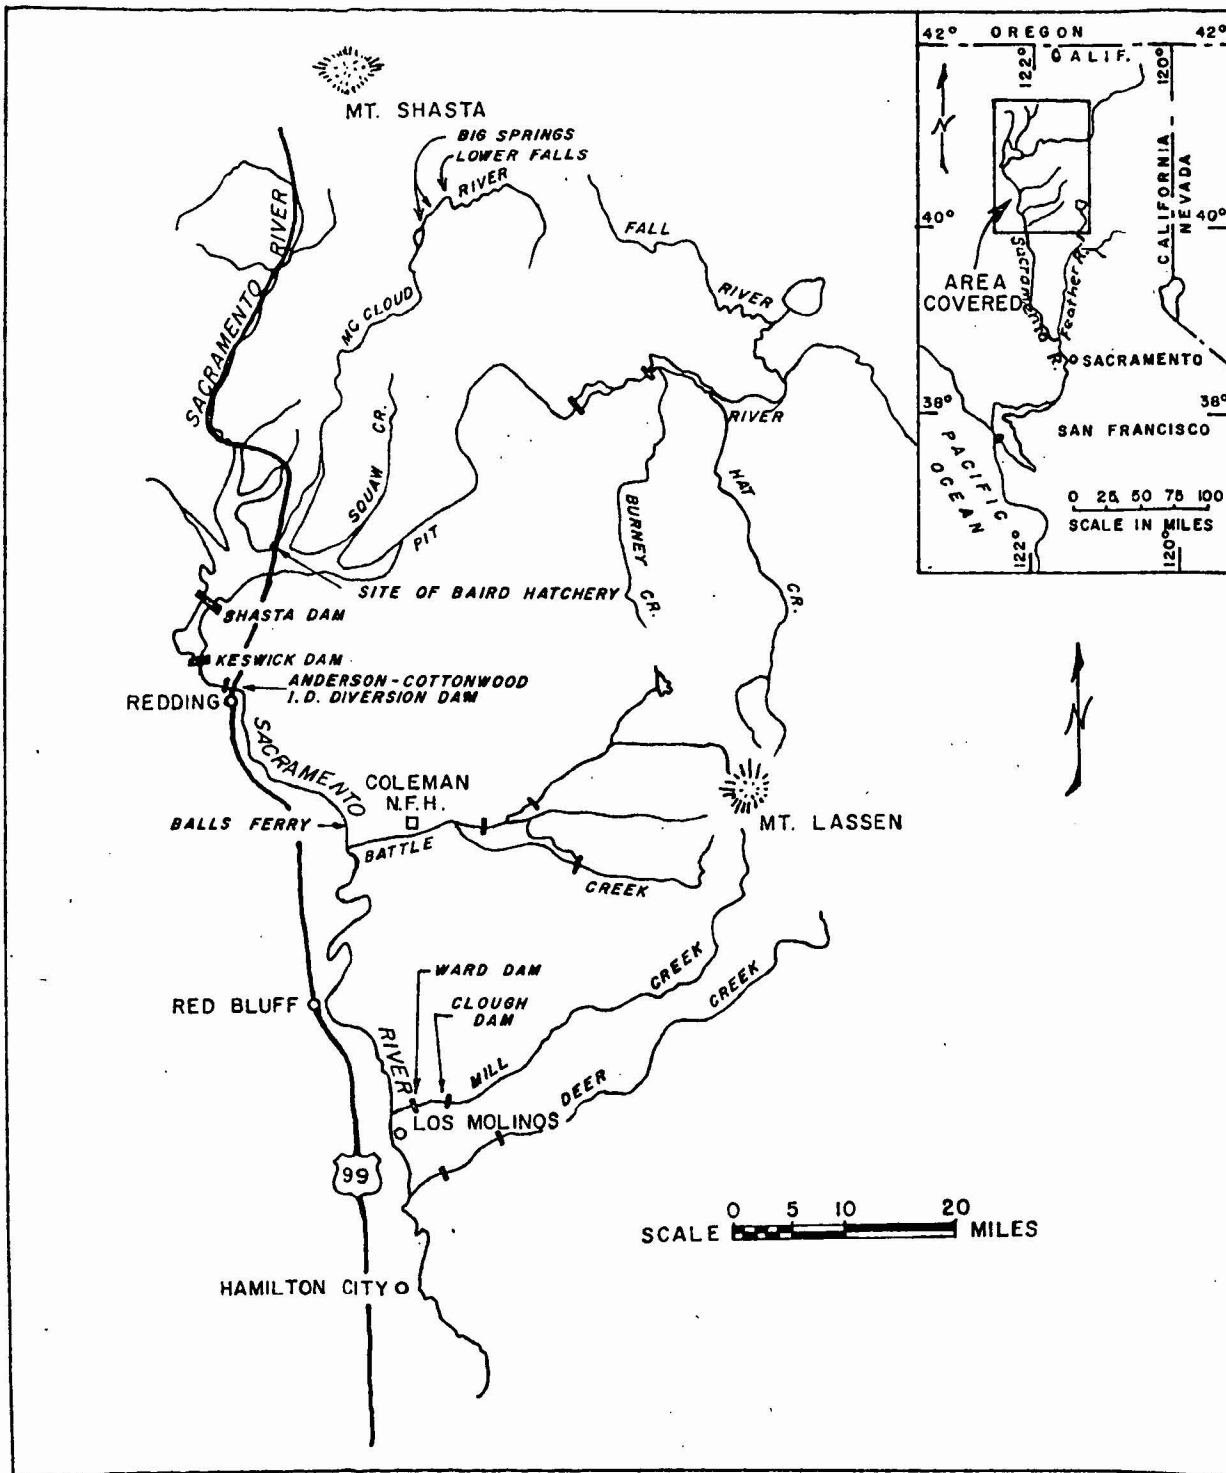 MT. SHASTA
BIG SPRINGS
LOWER FALLS
RIVER
SACRAMENTO RIVER
MC CLOUD
FALL
RIVER
SQUAW CR.
PIT
RIVER
HAT
CR.
BURNEY
CR.
SITE OF BAIRD HATCHERY
SHASTA DAM
KESWICK DAM
ANDERSON-COTTONWOOD
I.D. DIVERSION DAM
REDDING
SACRAMENTO
COLEMAN
N.F.H.
BALLS FERRY
BATTLE
CREEK
MT. LASSEN
WARD DAM
CLOUGH
DAM
CREEK
CREEK
RED BLUFF
RIVER
MILL
DEER
LOS MOLINOS
99
HAMILTON CITY
0 5 10 20
SCALE MILES
N
42° OREGON 42°
CALIF.
122°
120°
N
CALIFORNIA
NEVADA
40° 40°
AREA
COVERED
Sacramento R.
Feather R.
SACRAMENTO
38° 38°
SAN FRANCISCO
PACIFIC
OCEAN
0 25 50 75 100
SCALE IN MILES
122°
120°